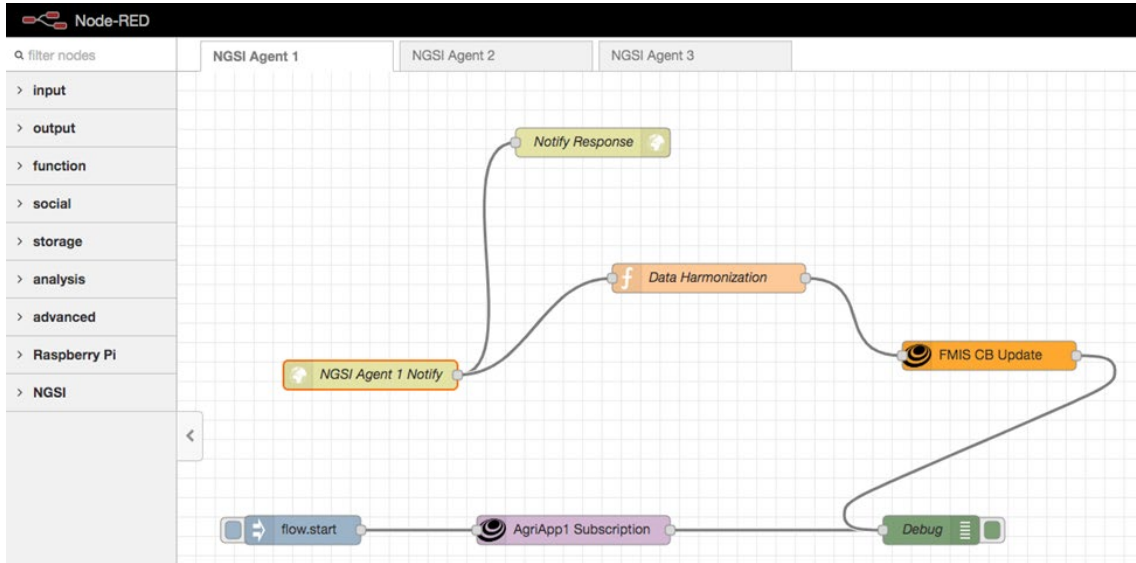 Node-RED
filter nodes
NGSI Agent 1
NGSI Agent 2
NGSI Agent 3
input
output
function
social
storage
analysis
advanced
Raspberry Pi
NGSI
Notify Response
Data Harmonization
FMIS CB Update
NGSI Agent 1 Notify
flow.start
AgriApp1 Subscription
Debug